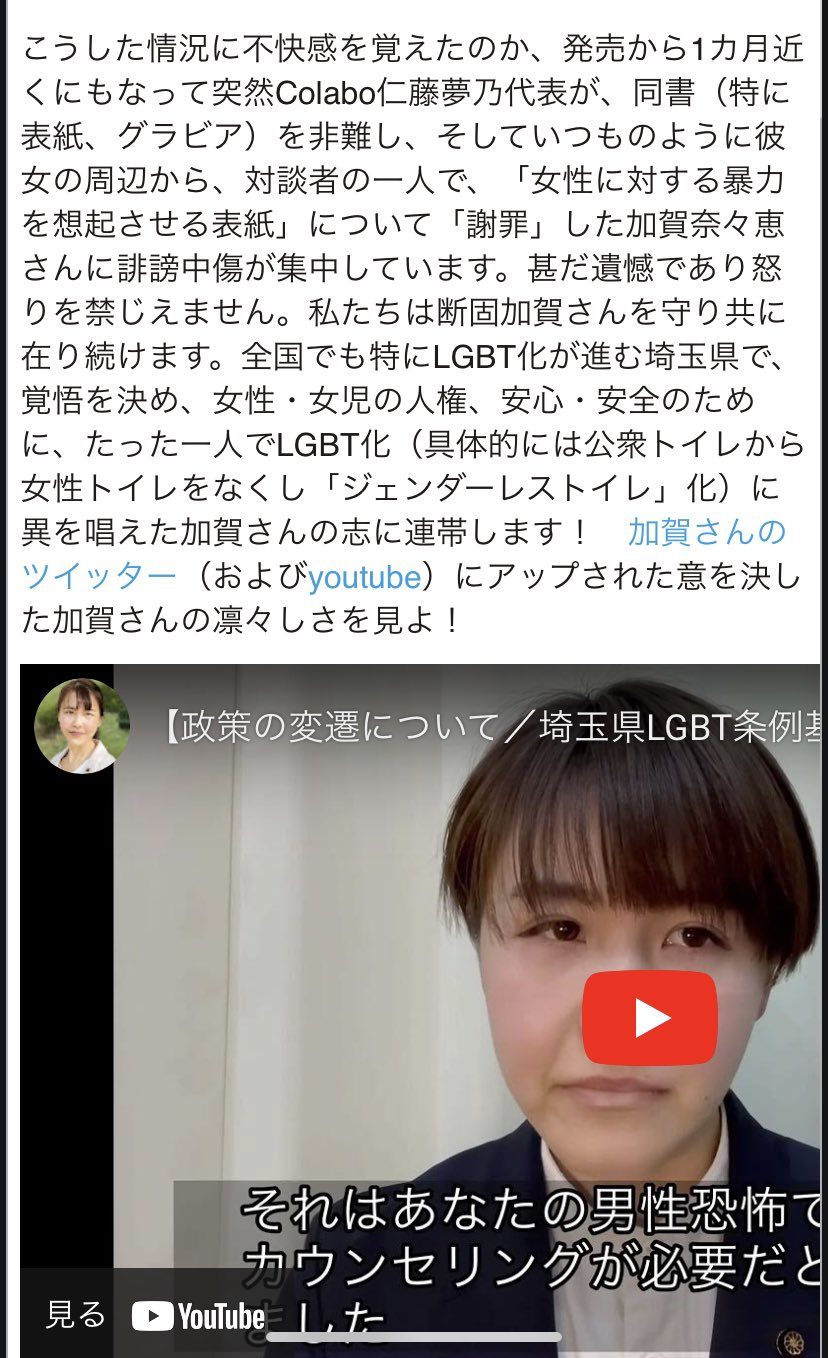 こうした情況に不快感を覚えたのか、発売から1カ月近
くにもなって突然Colabo仁藤夢乃代表が、同書（特に
表紙、グラビア）を非難し、そしていつものように彼
女の周辺から、対談者の一人で、「女性に対する暴力
を想起させる表紙」について「謝罪」した加賀奈々恵
さんに誹謗中傷が集中しています。甚だ遺憾であり怒
りを禁じえません。私たちは断固加賀さんを守り共に
在り続けます。全国でも特にLGBT化が進む埼玉県で、
覚悟を決め、女性・女児の人権、安心・安全のため
に、たった一人でLGBT化（具体的には公衆トイレから
女性トイレをなくし「ジェンダーレストイレ」化）に
異を唱えた加賀さんの志に連帯します！　加賀さんの
ツイッター（およびyoutube）にアップされた意を決し
た加賀さんの凛々しさを見よ！
【政策の変遷について／埼玉県LGBT条例基
それはあなたの男性恐怖で
カウンセリングが必要だと
ました
見る YouTube